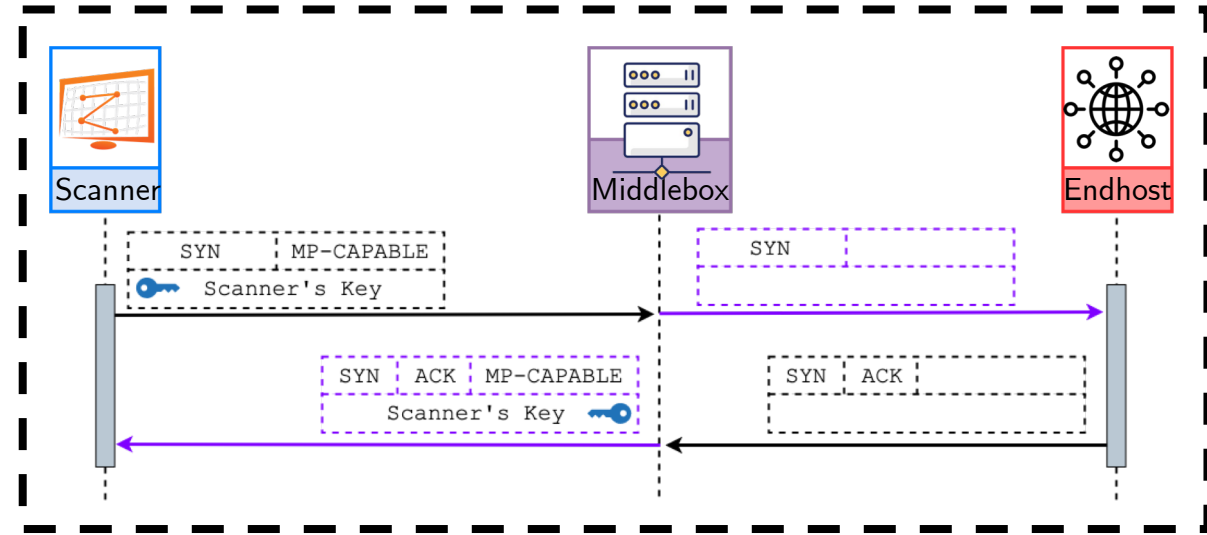 Scanner Middlebox Endhost
SYN MP-CAPABLE SYN
Scanner's Key
SYN ACK MP-CAPABLE SYN ACK
Scanner's Key